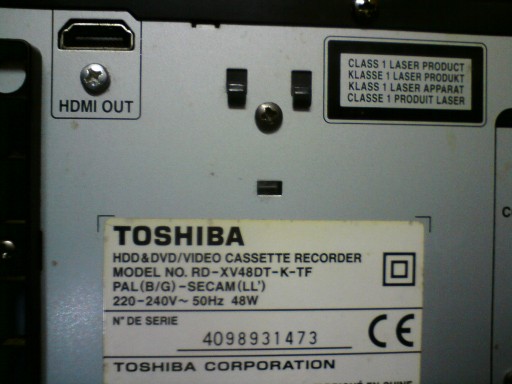 HDMI OUT
CLASS 1 LASER PRODUCT
KLASSE 1 LASER PRODUKT
KLASS 1 LASER APPARAT
CLASSE 1 PRODUIT LASER
TOSHIBA
HDD&DVD/VIDEO CASSETTE RECORDER
MODEL NO. RD-XV48DT-K-TF
PAL(B/G)-SECAM(LL')
220-240V~ 50Hz 48W
N° DE SERIE
4098931473
CE
TOSHIBA CORPORATION